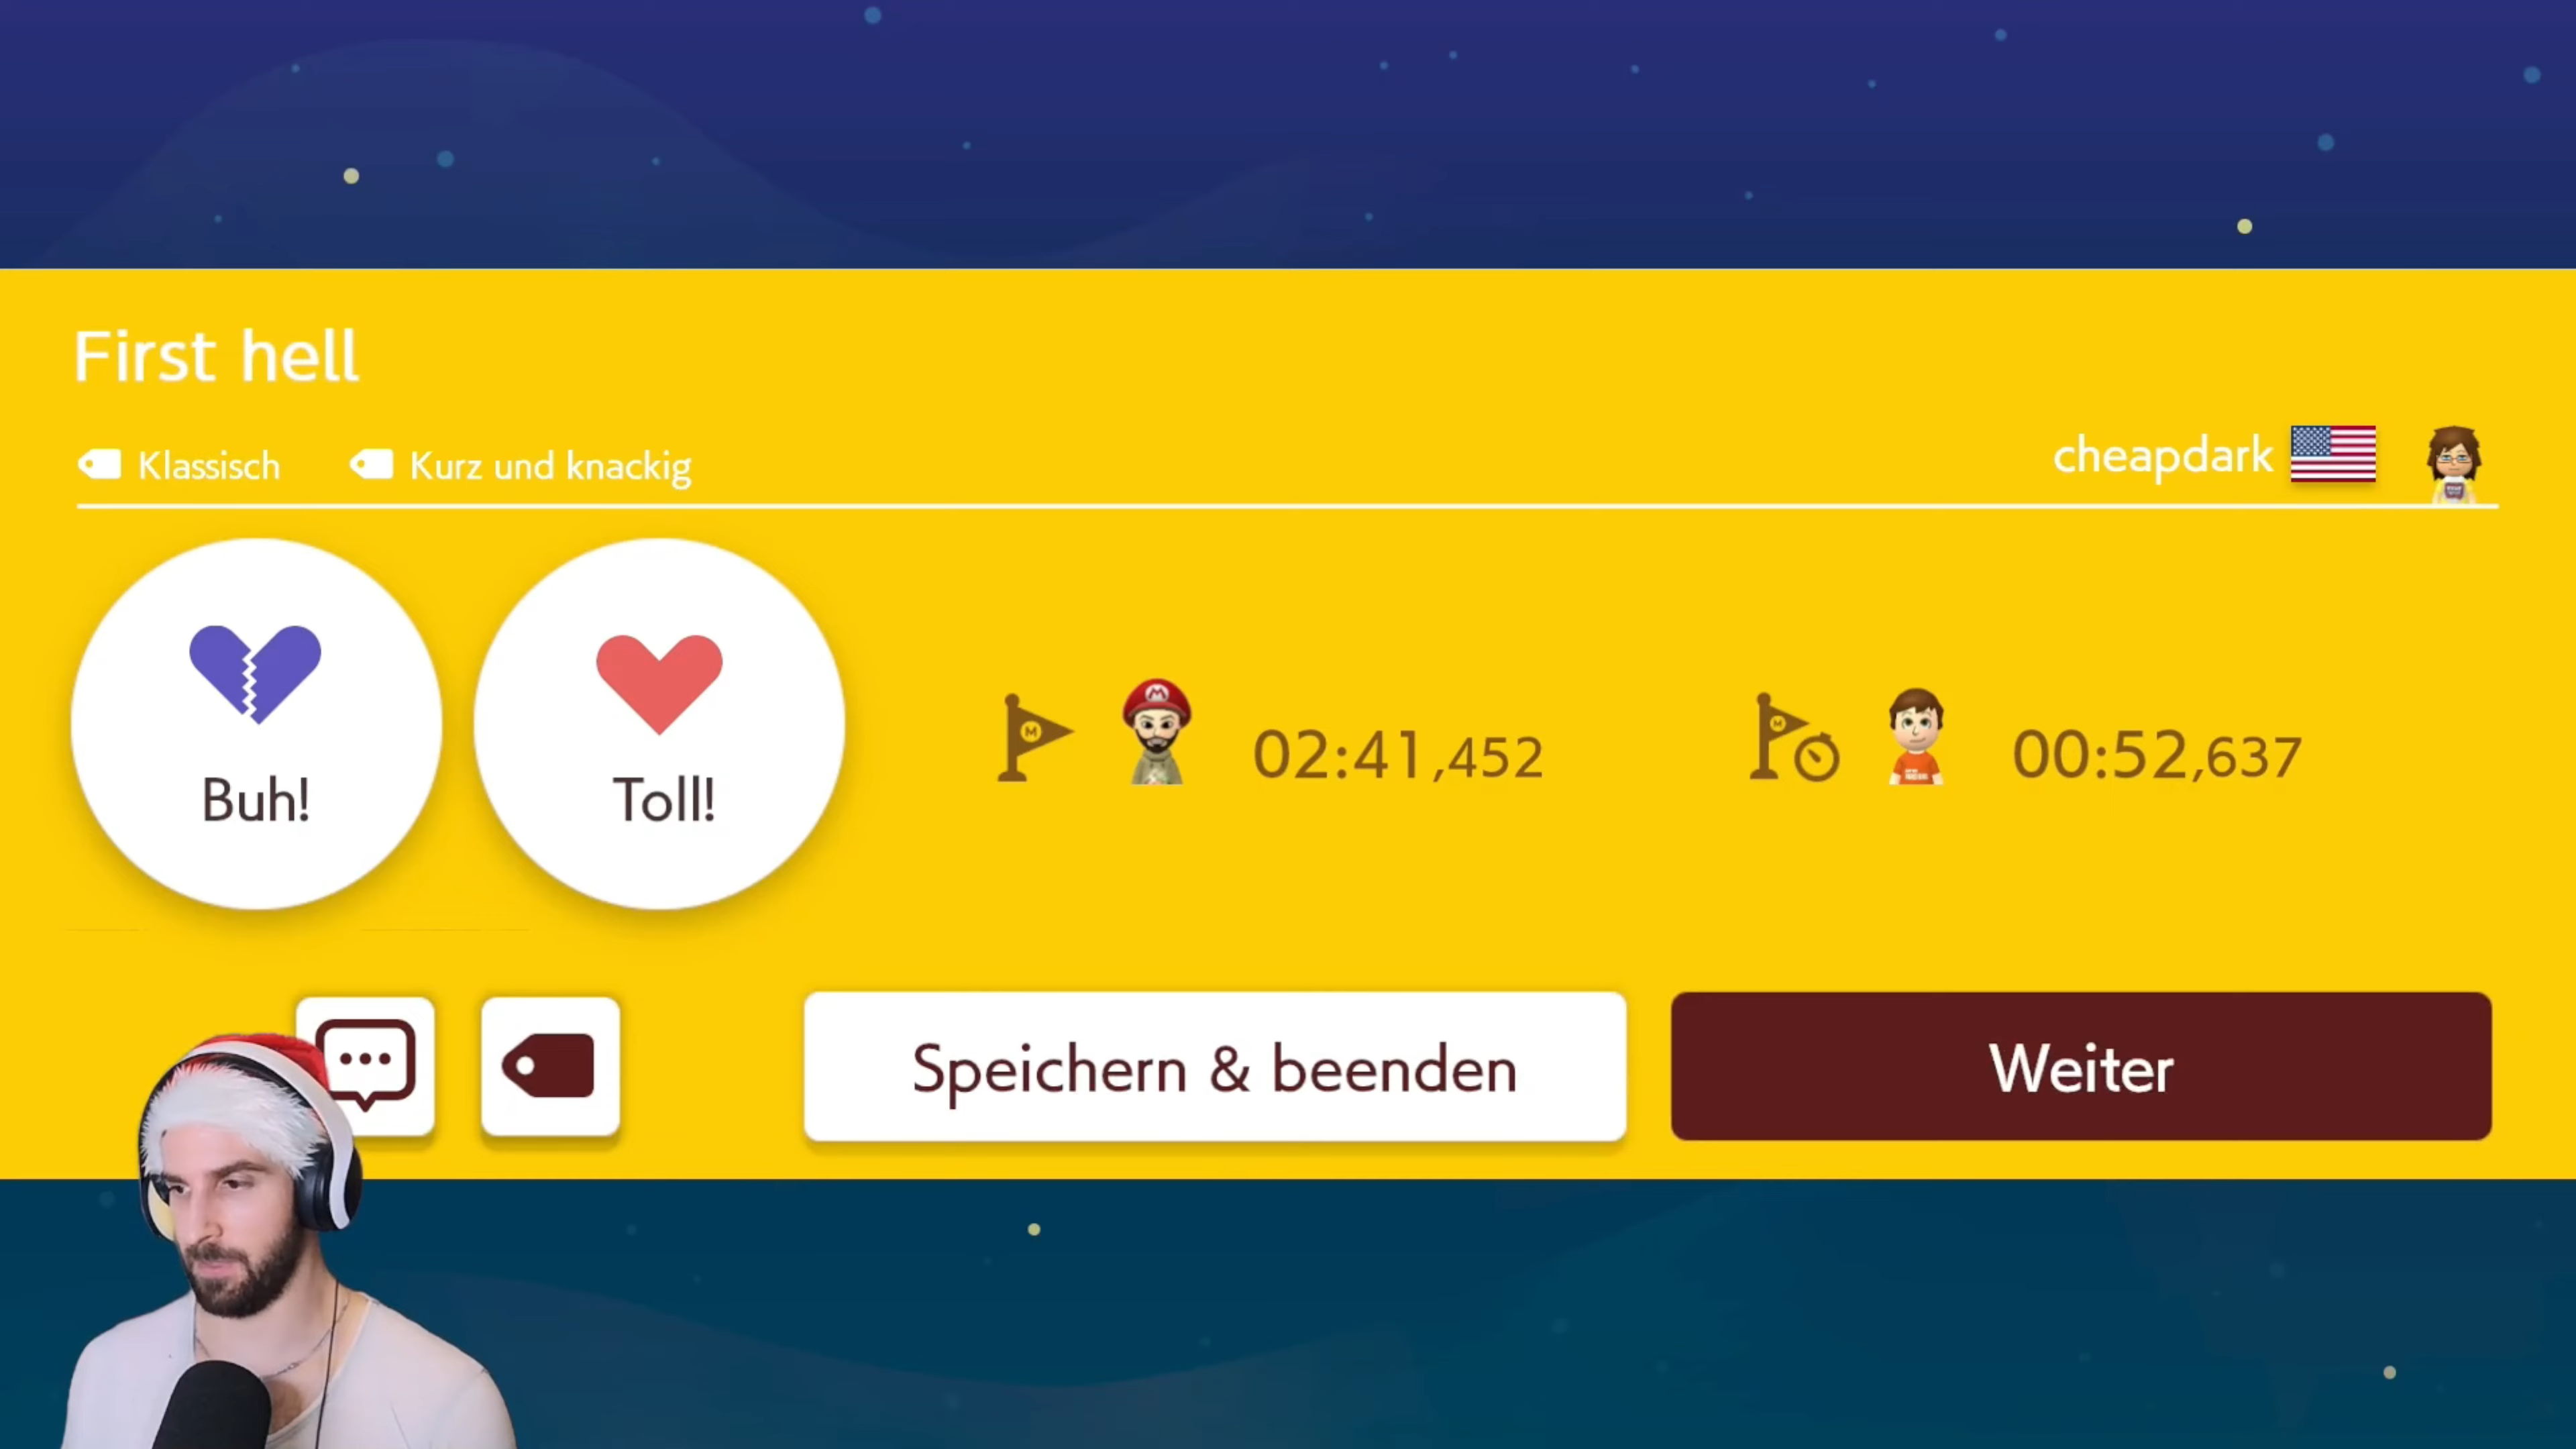 First hell
Klassisch
Kurz und knackig
cheapdark
Buh!
Toll!
M
M
02:41,452
M
00:52,637
Speichern & beenden
Weiter